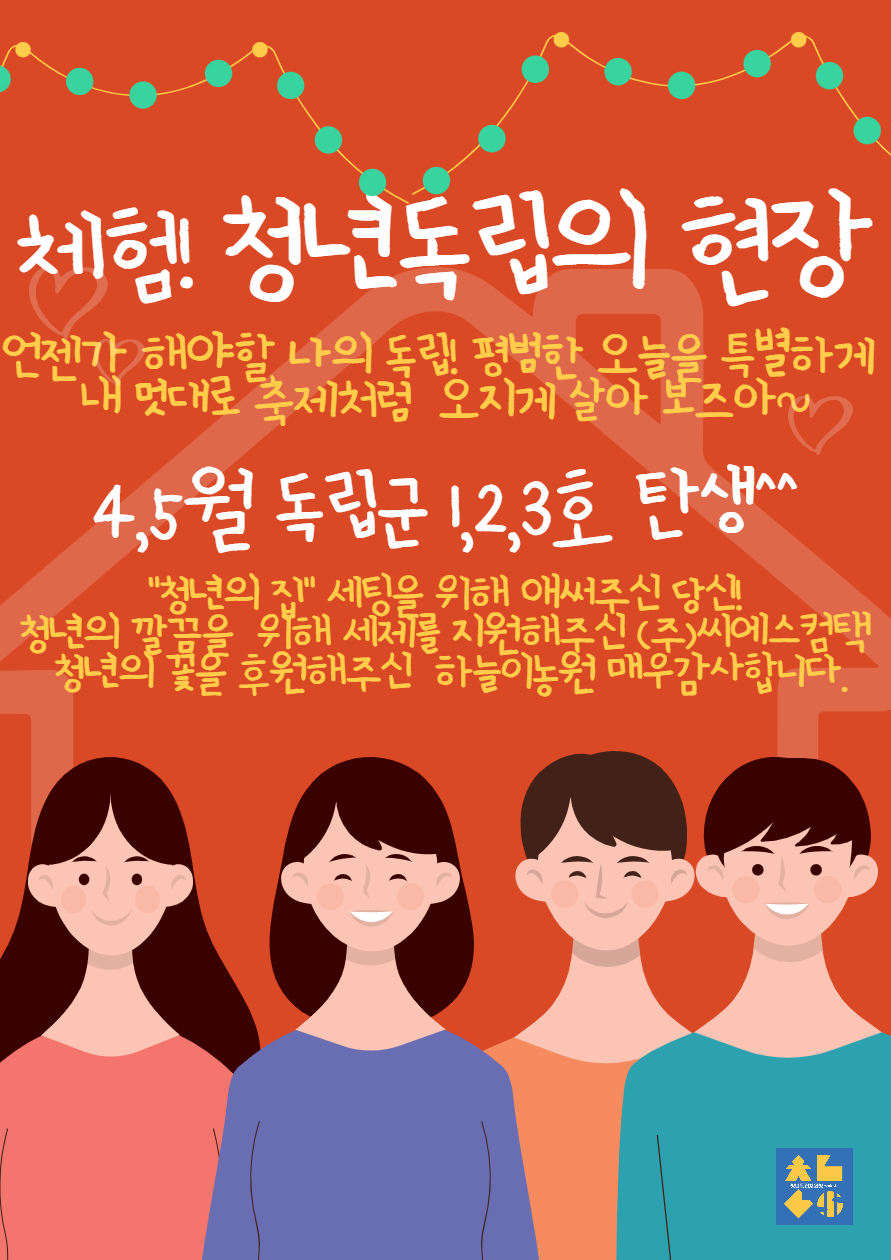 체험! 청년독립의 현장
언젠가 해야할 나의 독립! 평범한 오늘을 특별하게
내 멋대로 축제처럼 오지게 살아 보즈아~
4,5월 독립군 1,2,3호 탄생^^
"청년의 집" 세팅을 위해 애써주신 당신!
청년의 깔끔을 위해 세제를 지원해주신 (주)씨에스컴택
청년의 꽃을 후원해주신 하늘이농원 매우감사합니다.